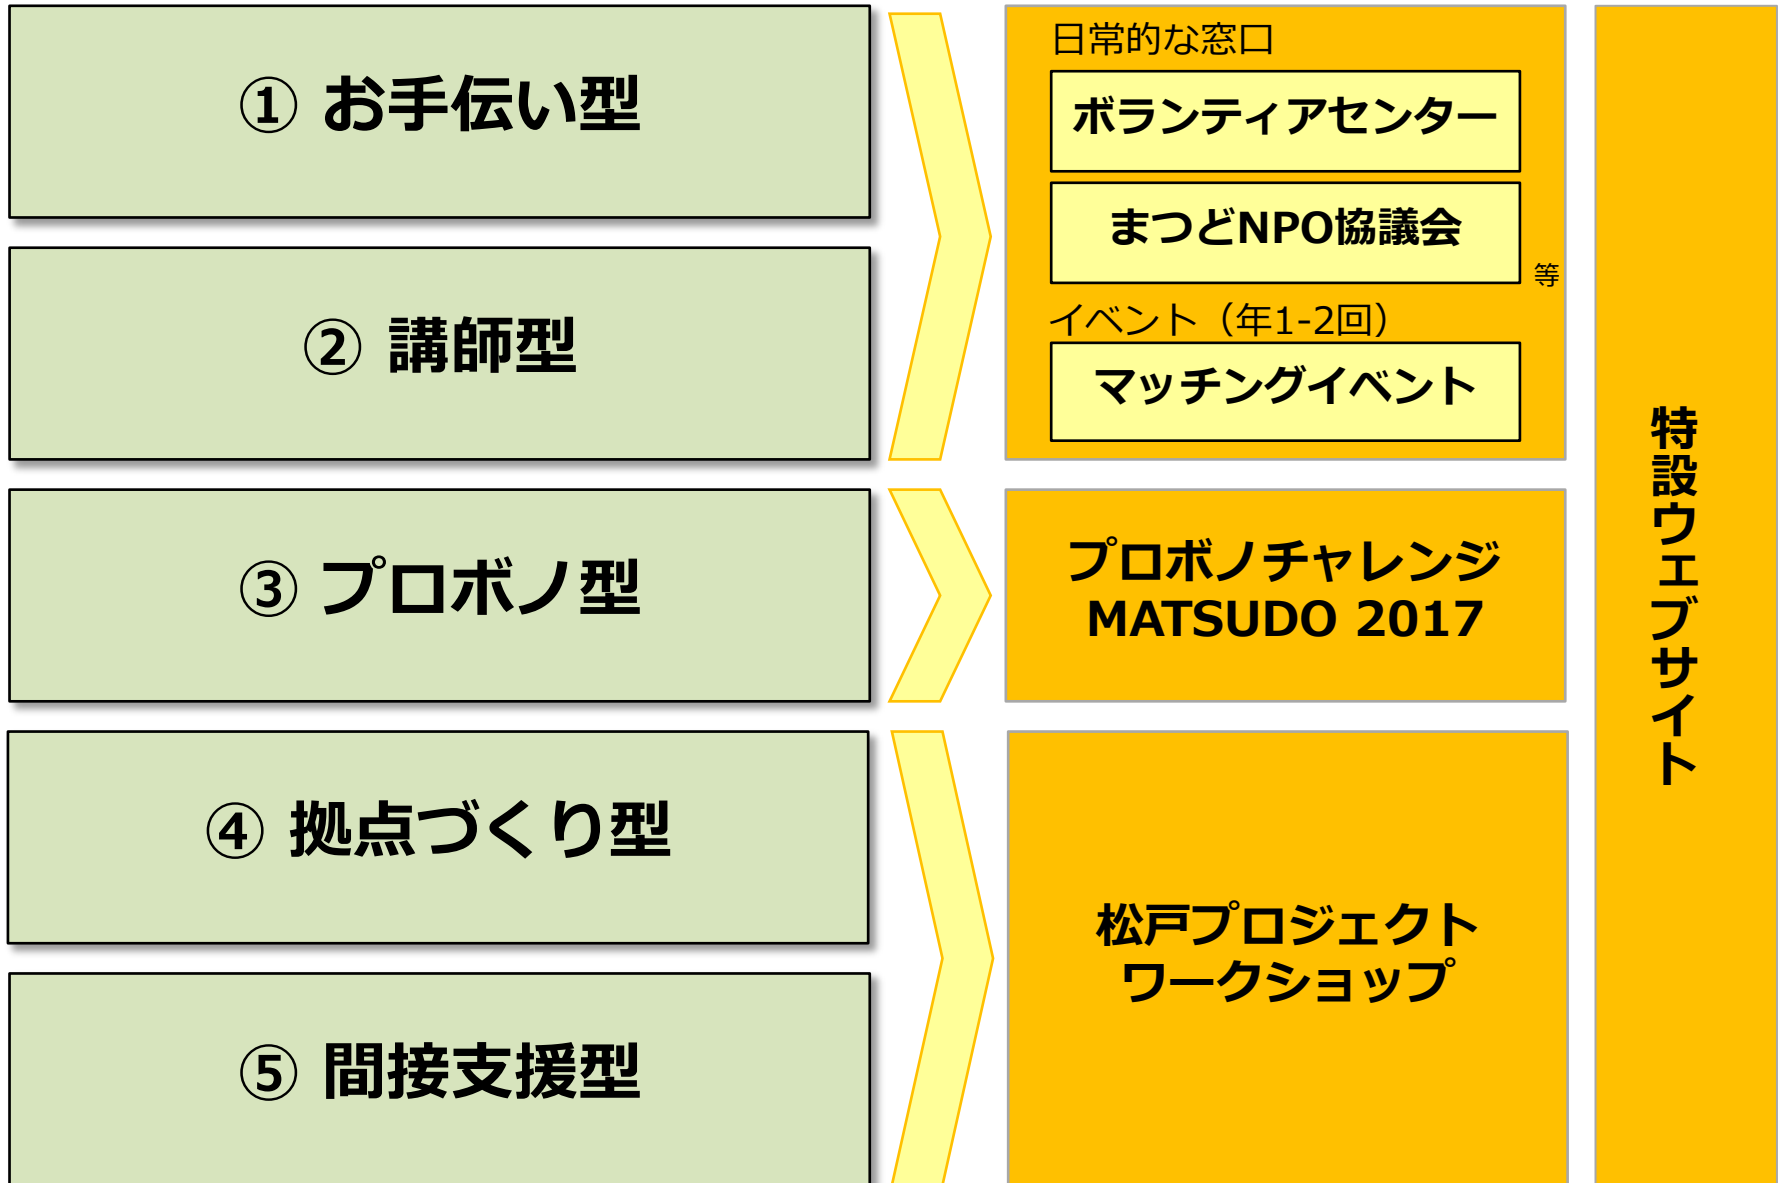 ① お手伝い型
② 講師型
③ プロボノ型
④ 拠点づくり型
⑤ 間接支援型
日常的な窓口
ボランティアセンター
まつどNPO協議会
等
イベント（年1-2回）
マッチングイベント
プロボノチャレンジ
MATSUDO 2017
松戸プロジェクト
ワークショップ
特設ウェブサイト